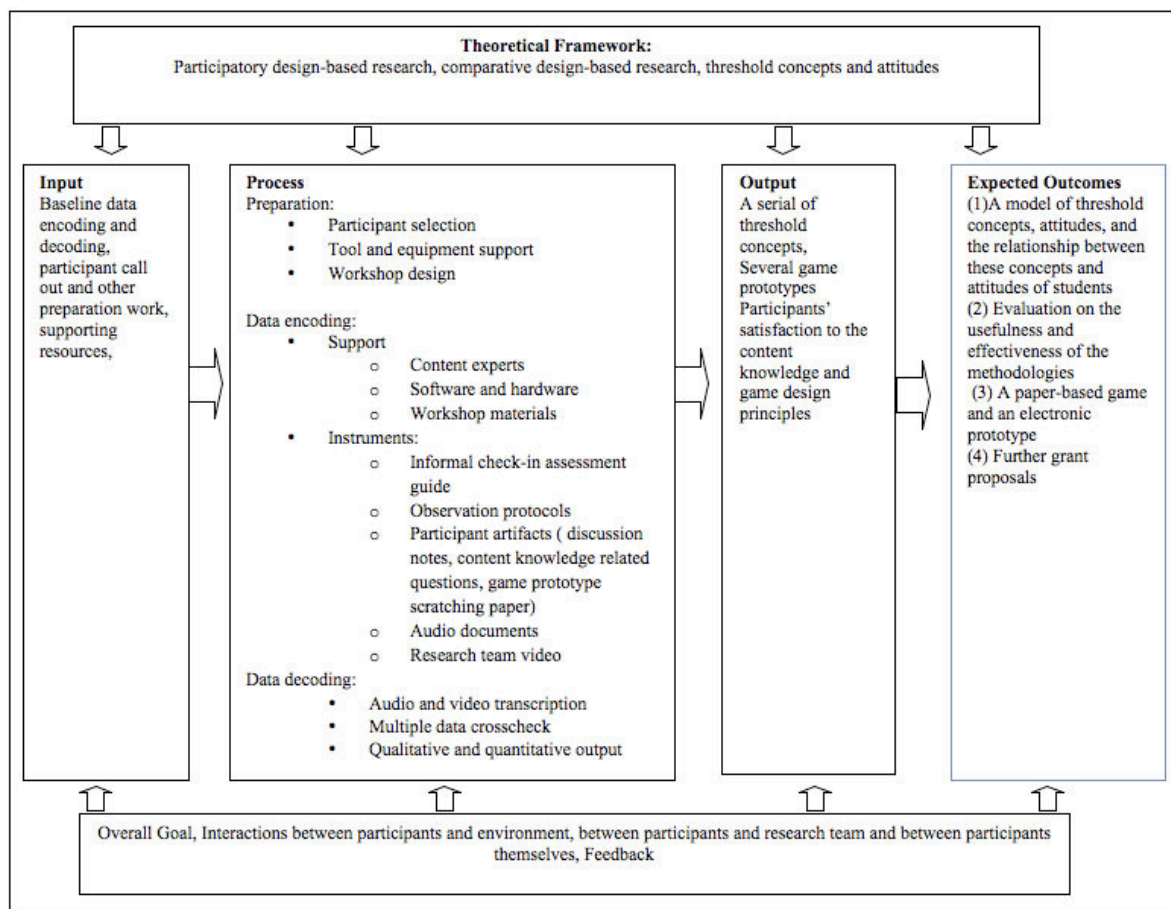 Theoretical Framework:
Participatory design-based research, comparative design-based research, threshold concepts and attitudes
Input
Baseline data
encoding and
decoding,
participant call
out and other
preparation work,
supporting
resources,
Process
Preparation:
• Participant selection
• Tool and equipment support
• Workshop design
Data encoding:
• Support
o Content experts
o Software and hardware
o Workshop materials
• Instruments:
o Informal check-in assessment
guide
o Observation protocols
o Participant artifacts ( discussion
notes, content knowledge related
questions, game prototype
scratching paper)
o Audio documents
o Research team video
Data decoding:
• Audio and video transcription
• Multiple data crosscheck
• Qualitative and quantitative output
Output
A serial of
threshold
concepts,
Several game
prototypes
Participants’
satisfaction to the
content
knowledge and
game design
principles
Expected Outcomes
(1)A model of threshold
concepts, attitudes, and
the relationship between
these concepts and
attitudes of students
(2) Evaluation on the
usefulness and
effectiveness of the
methodologies
(3) A paper-based game
and an electronic
prototype
(4) Further grant
proposals
Overall Goal, Interactions between participants and environment, between participants and research team and between participants
themselves, Feedback